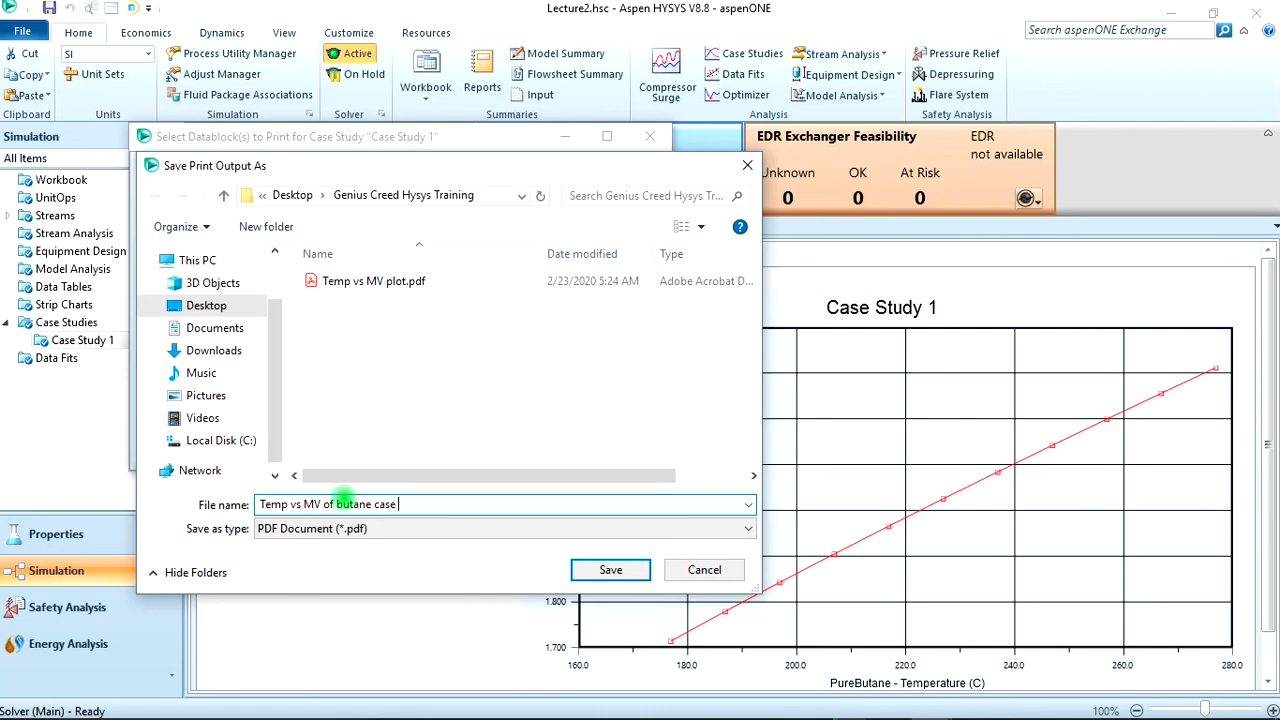 Lecture2.hsc - Aspen HYSYS V8.8 - aspenONE
File
Home
Economics
Dynamics
View
Customize
Resources
Search aspenONE Exchange
Cut
SI
Process Utility Manager
Active
Model Summary
Case Studies
Stream Analysis
Pressure Relief
Copy
Unit Sets
Adjust Manager
On Hold
Flowsheet Summary
Data Fits
Equipment Design
Depressuring
Paste
Fluid Package Associations
Workbook
Reports
Input
Compressor
Surge
Optimizer
Model Analysis
Flare System
Clipboard
Units
Simulation
Solver
Summaries
Analysis
Safety Analysis
Simulation
All Items
Workbook
UnitOps
Streams
Stream Analysis
Equipment Design
Model Analysis
Data Tables
Strip Charts
Case Studies
Case Study 1
Data Fits
Properties
Simulation
Safety Analysis
Energy Analysis
Select Datablock(s) to Print for Case Study "Case Study 1"
EDR Exchanger Feasibility
EDR
not available
Unknown
OK
At Risk
0
0
0
Save Print Output As
« Desktop
Genius Creed Hysys Training
Search Genius Creed Hysys Tra...
Organize
New folder
Name
Date modified
Type
This PC
3D Objects
Desktop
Documents
Downloads
Music
Pictures
Videos
Local Disk (C:)
Network
Temp vs MV plot.pdf
2/23/2020 5:24 AM
Adobe Acrobat D...
File name:
Temp vs MV of butane case
Save as type:
PDF Document (*.pdf)
Hide Folders
Save
Cancel
Case Study 1
1.800
1.700
160.0
180.0
200.0
220.0
240.0
260.0
280.0
PureButane - Temperature (C)
Solver (Main) - Ready
100%